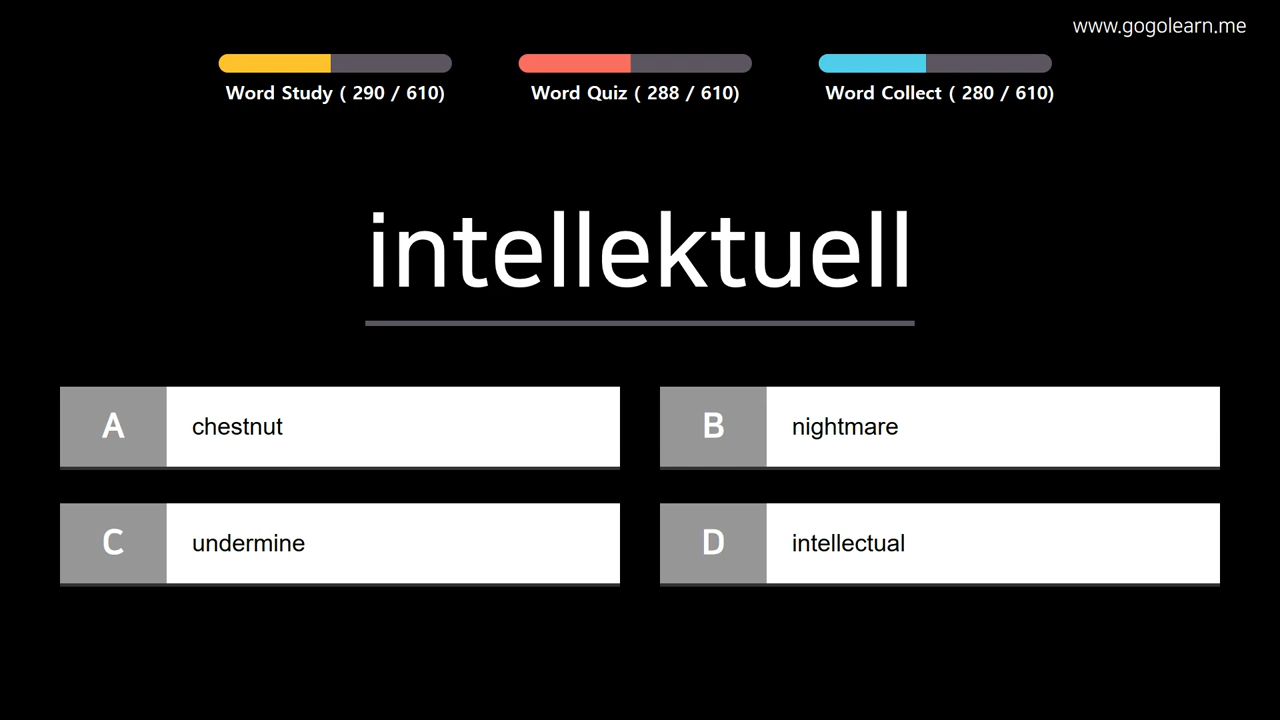 www.gogolearn.me
Word Study ( 290 / 610)
Word Quiz ( 288 / 610)
Word Collect ( 280 / 610)
intellektuell
A chestnut
B nightmare
C undermine
D intellectual